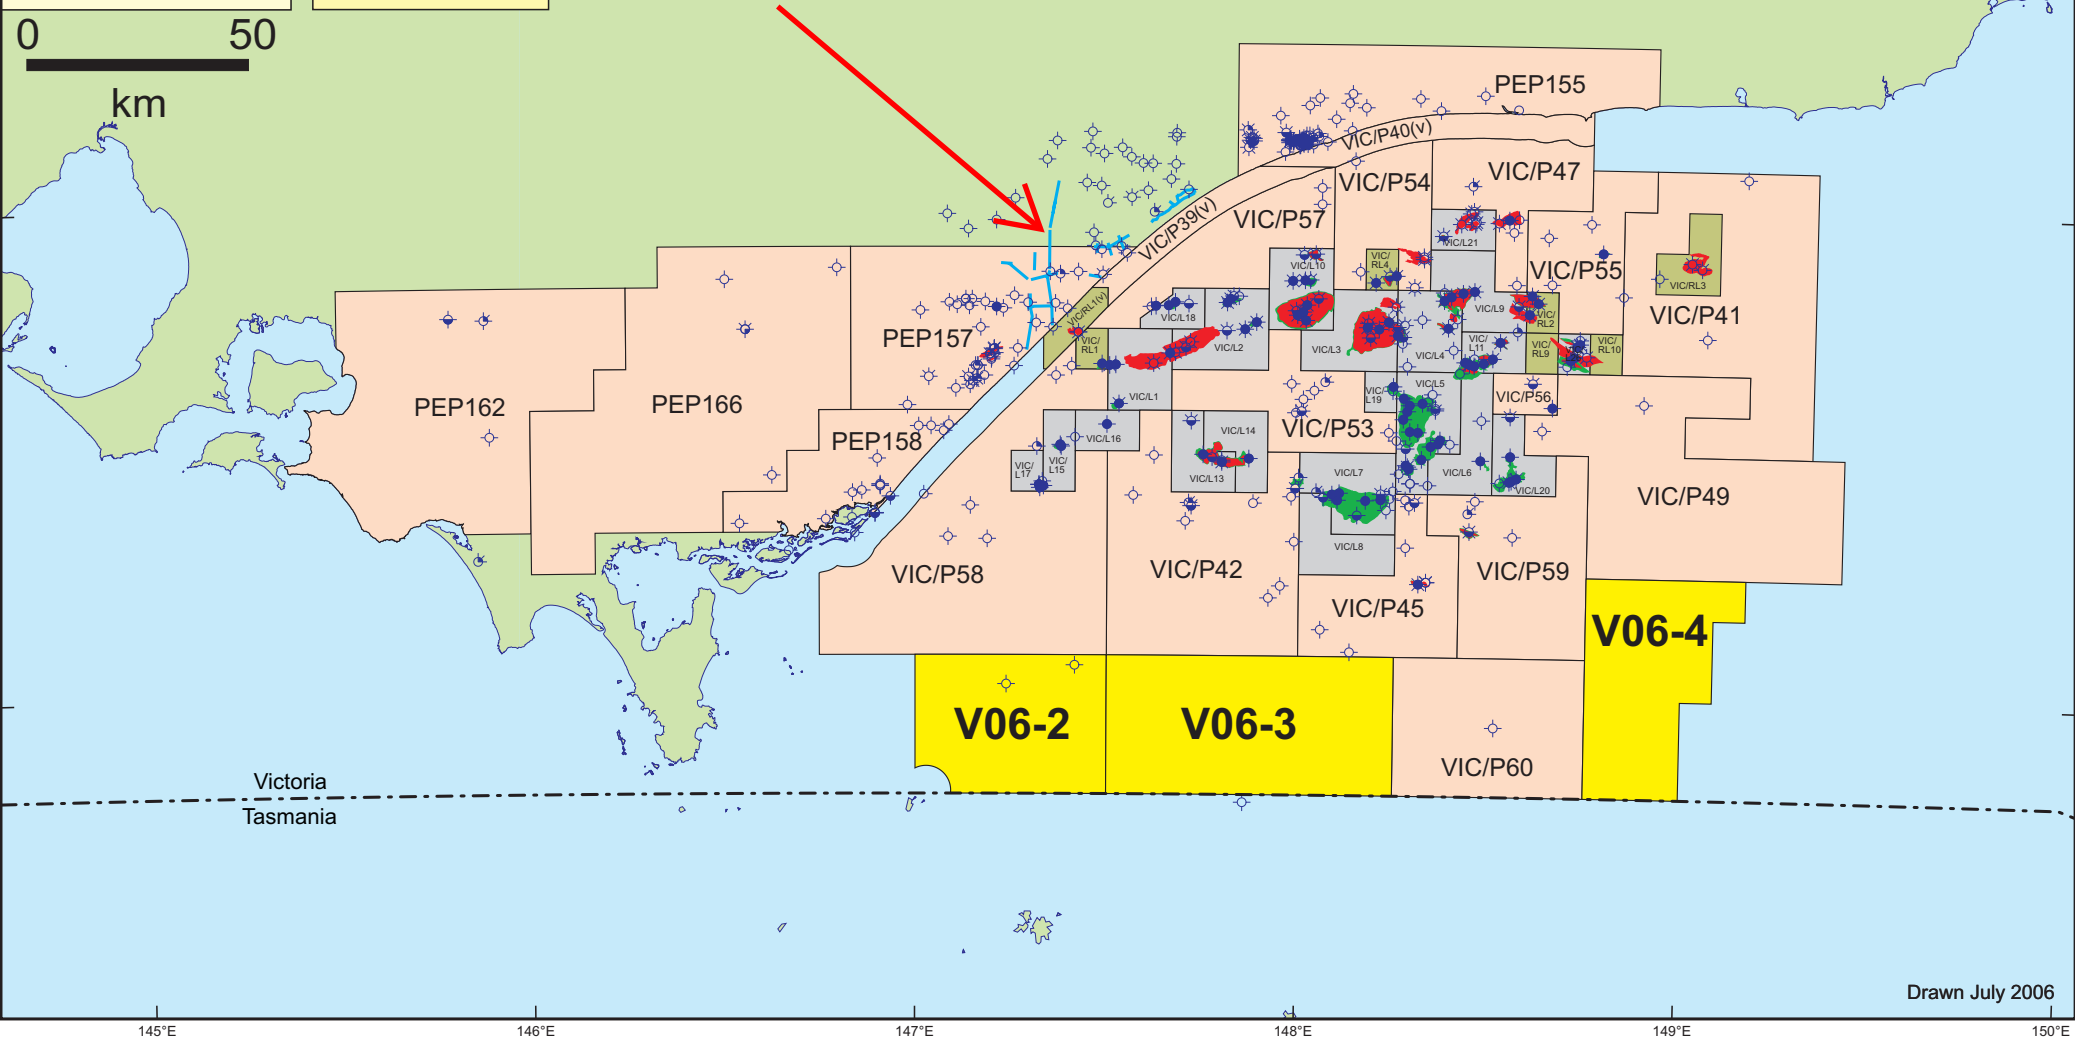 0 50
km
PEP155
VIC/P40(v)
VIC/P54
VIC/P47
VIC/P57
VIC/P39(v)
VIC/L21
VIC/L10
VIC/
RL4
VIC/P55
VIC/RL3
VIC/P41
VIC/RL1(v)
VIC/L18
VIC/L9
VIC/
RL2
PEP157
VIC/
RL1
VIC/L2
VIC/L3
VIC/L4
VIC/
L11
VIC/
RL9
VIC/
RL10
VIC/L1
VIC/
L19
VIC/L5
VIC/P56
PEP162
PEP166
PEP158
VIC/L16
VIC/L14
VIC/P53
VIC/
L17
VIC/
L15
VIC/L13
VIC/L7
VIC/L6
VIC/L20
VIC/P49
VIC/L8
VIC/P58
VIC/P42
VIC/P45
VIC/P59
V06-4
V06-2
V06-3
VIC/P60
Victoria
Tasmania
Drawn July 2006
145°E
146°E
147°E
148°E
149°E
150°E